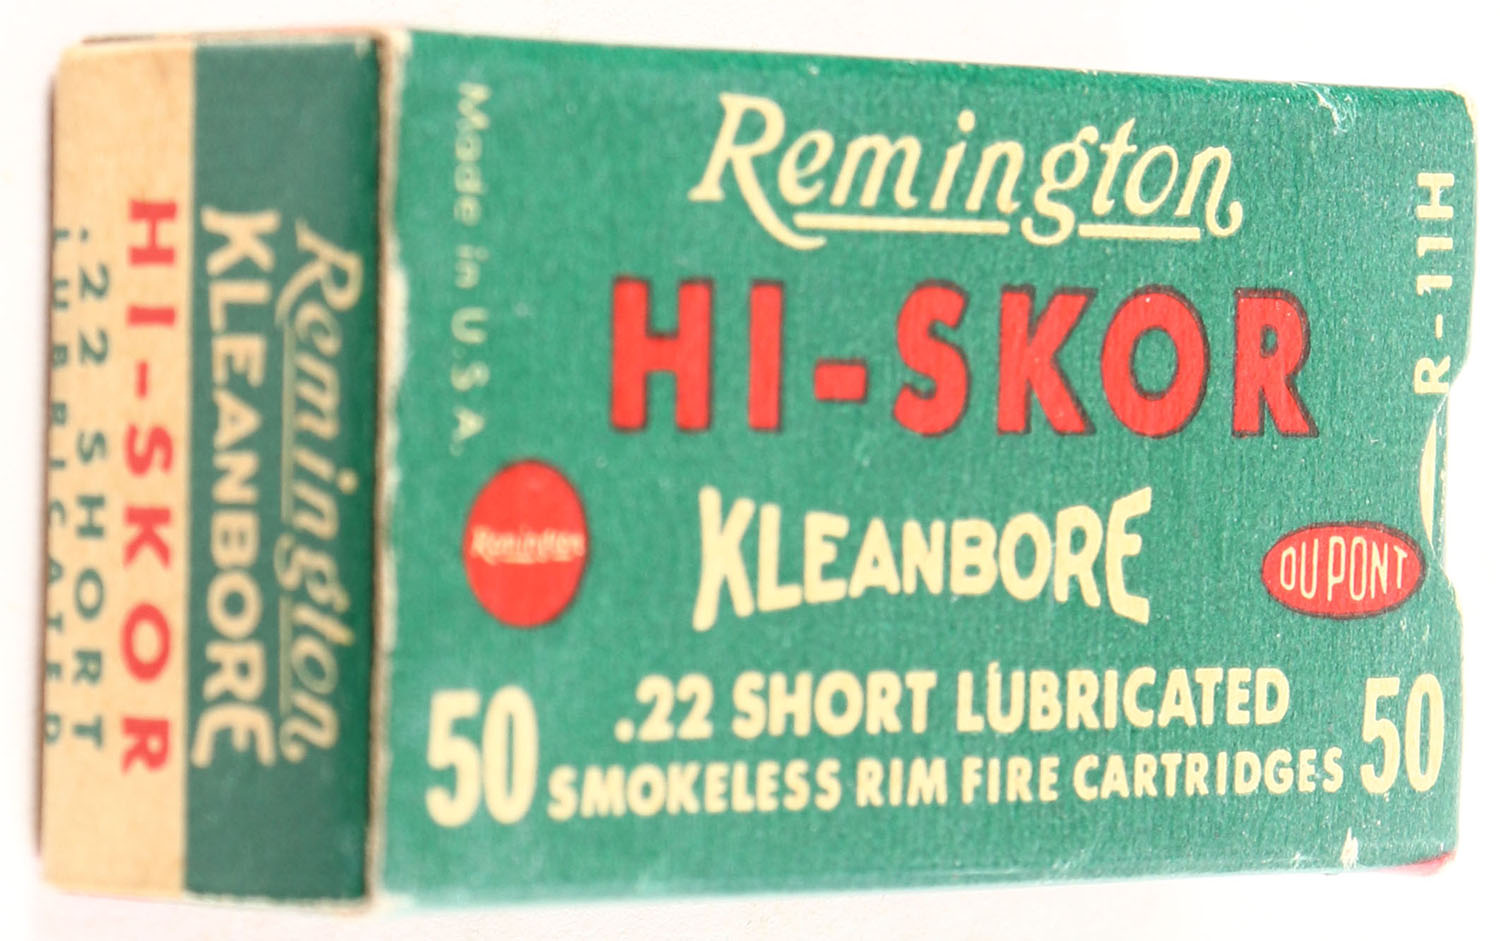 Remington
HI-SKOR
KLEANBORE
.22 SHORT LUBRICATED
SMOKELESS RIM FIRE CARTRIDGES
50
50
Made in U.S.A.
Remington
DU PONT
R-11H
Remington
KLEANBORE
HI-SKOR
.22 SHORT
LUBRICATED